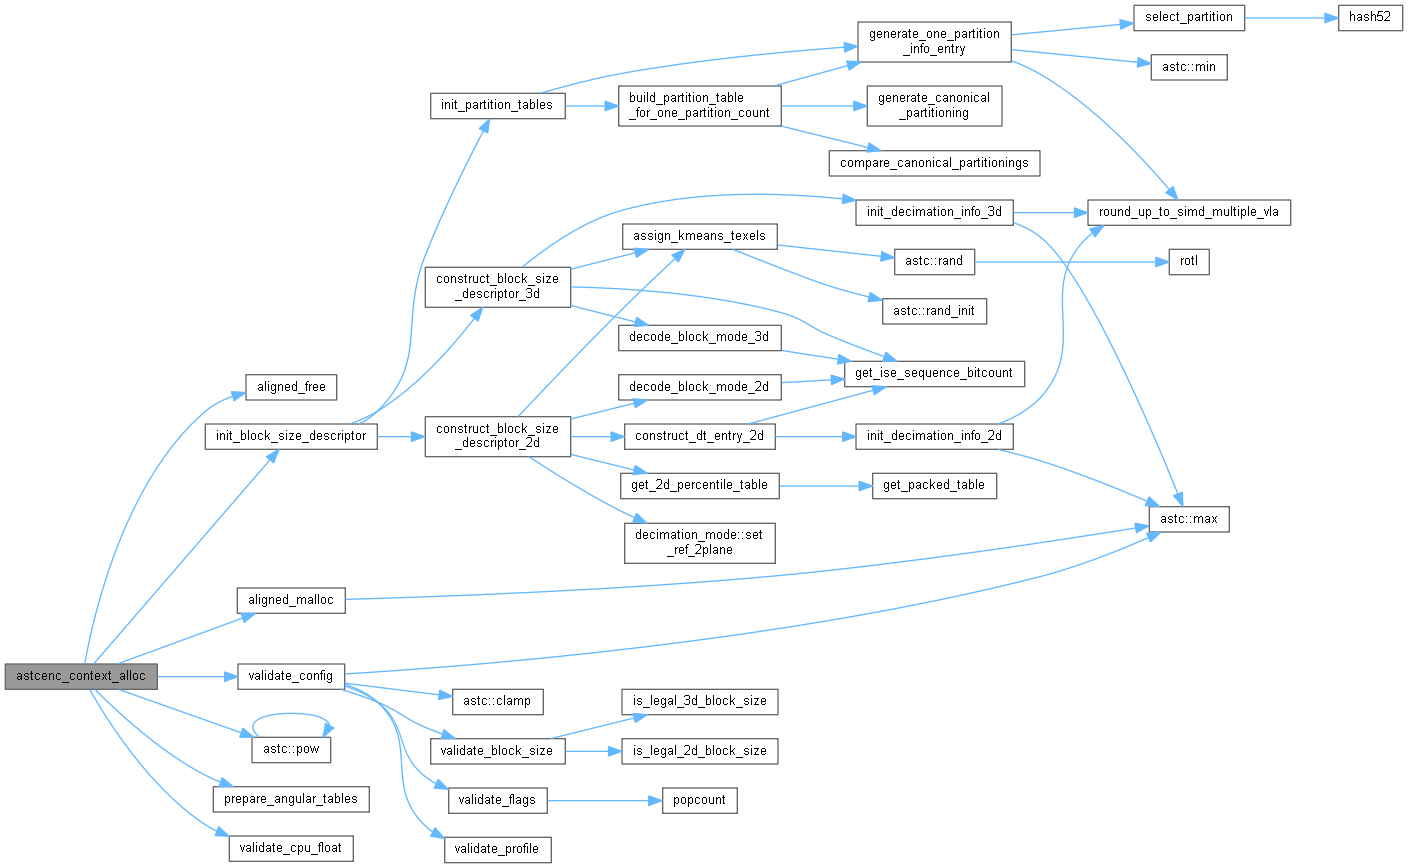 select_partition
hash52
generate_one_partition
_info_entry
astc::min
init_partition_tables
build_partition_table
_for_one_partition_count
generate_canonical
_partitioning
compare_canonical_partitionings
init_decimation_info_3d
round_up_to_simd_multiple_vla
assign_kmeans_texels
astc::rand
rotl
construct_block_size
_descriptor_3d
astc::rand_init
decode_block_mode_3d
get_ise_sequence_bitcount
aligned_free
decode_block_mode_2d
init_block_size_descriptor
construct_block_size
_descriptor_2d
construct_dt_entry_2d
init_decimation_info_2d
get_2d_percentile_table
get_packed_table
astc::max
decimation_mode::set
_ref_2plane
aligned_malloc
astcenc_context_alloc
validate_config
astc::clamp
is_legal_3d_block_size
astc::pow
validate_block_size
is_legal_2d_block_size
prepare_angular_tables
validate_flags
popcount
validate_cpu_float
validate_profile